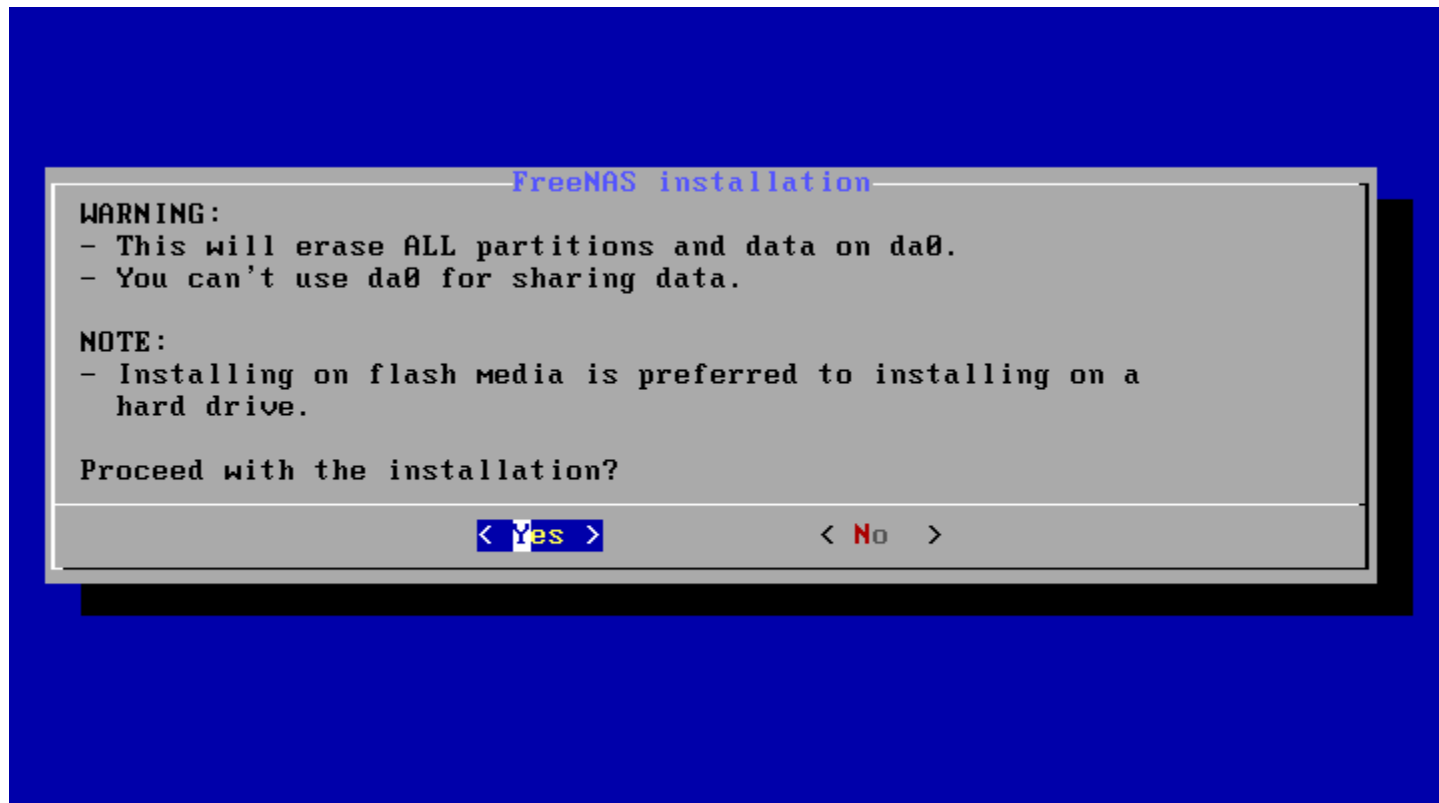 FreeNAS installation
WARNING:
- This will erase ALL partitions and data on da0.
- You can't use da0 for sharing data.
NOTE:
- Installing on flash media is preferred to installing on a
hard drive.
Proceed with the installation?
< Yes > < No >